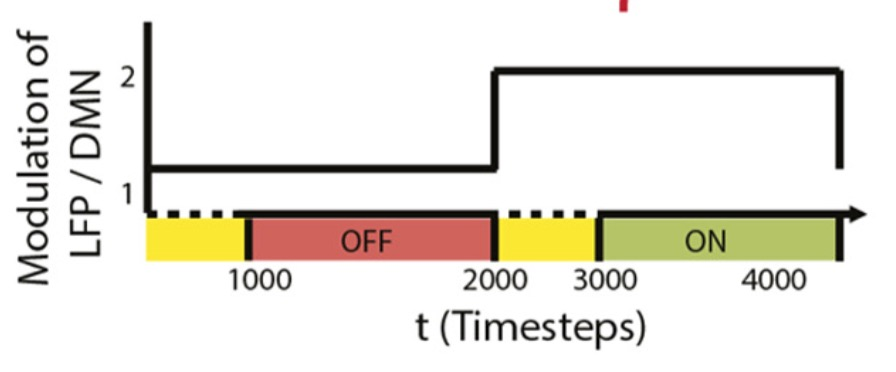 Modulation of
LFP / DMN
2
1
OFF
ON
1000
2000
3000
4000
t (Timesteps)